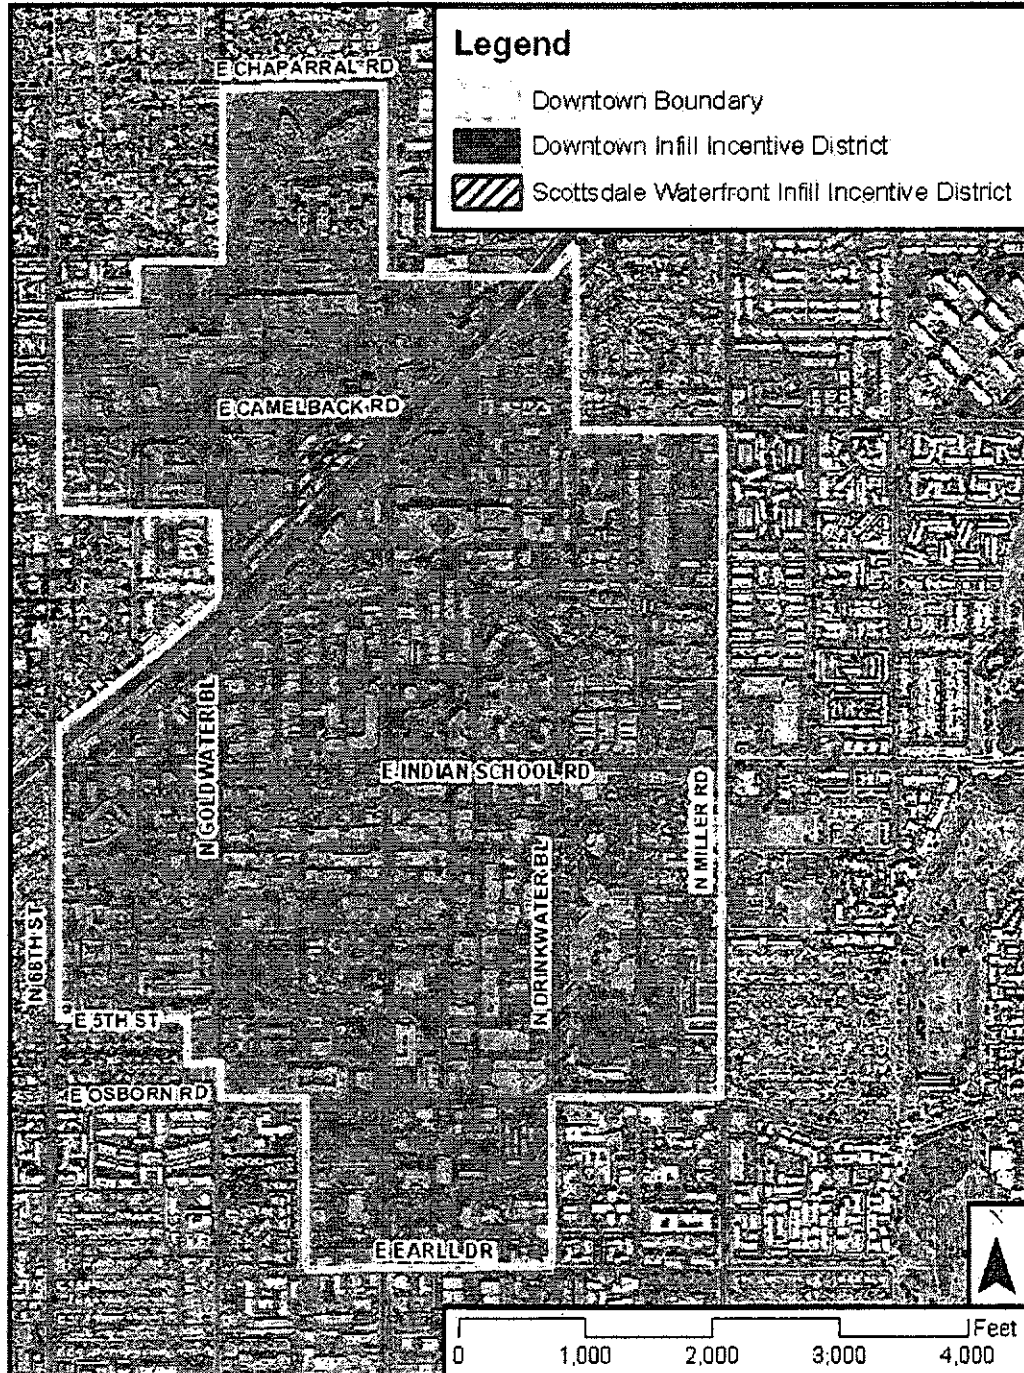 Legend
E CHAPARRAL RD
Downtown Boundary
Downtown Infill Incentive District
Scottsdale Waterfront Infill Incentive District
E CAMELBACK RD
N GOLDWATER BL
E INDIAN SCHOOL RD
N MILLER RD
N DRINKWATER BL
N 68TH ST
E 5TH ST
E OSBORN RD
E EARLL DR
N
Feet
0 1,000 2,000 3,000 4,000